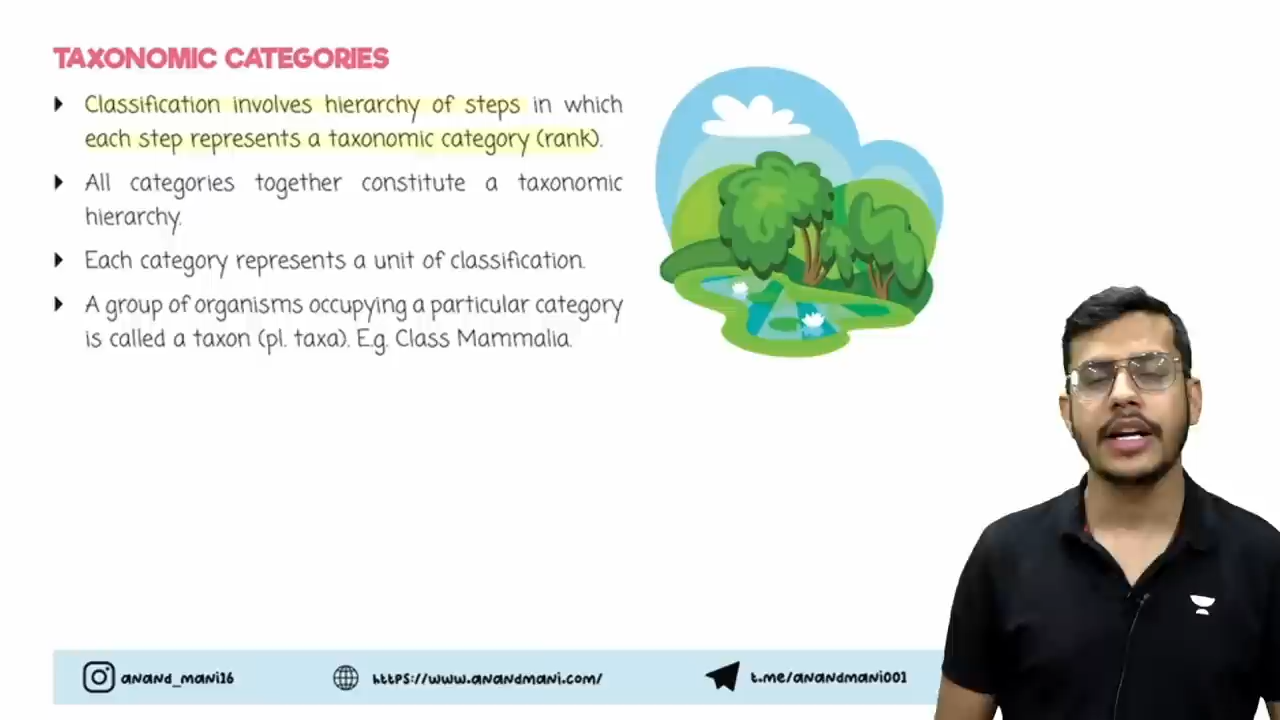 TAXONOMIC CATEGORIES
Classification involves hierarchy of steps in which
each step represents a taxonomic category (rank).
All categories together constitute a taxonomic
hierarchy.
Each category represents a unit of classification.
A group of organisms occupying a particular category
is called a taxon (pl. taxa). E.g. Class Mammalia.
anand_mani16
https://www.anandmani.com/
t.me/anandmani001